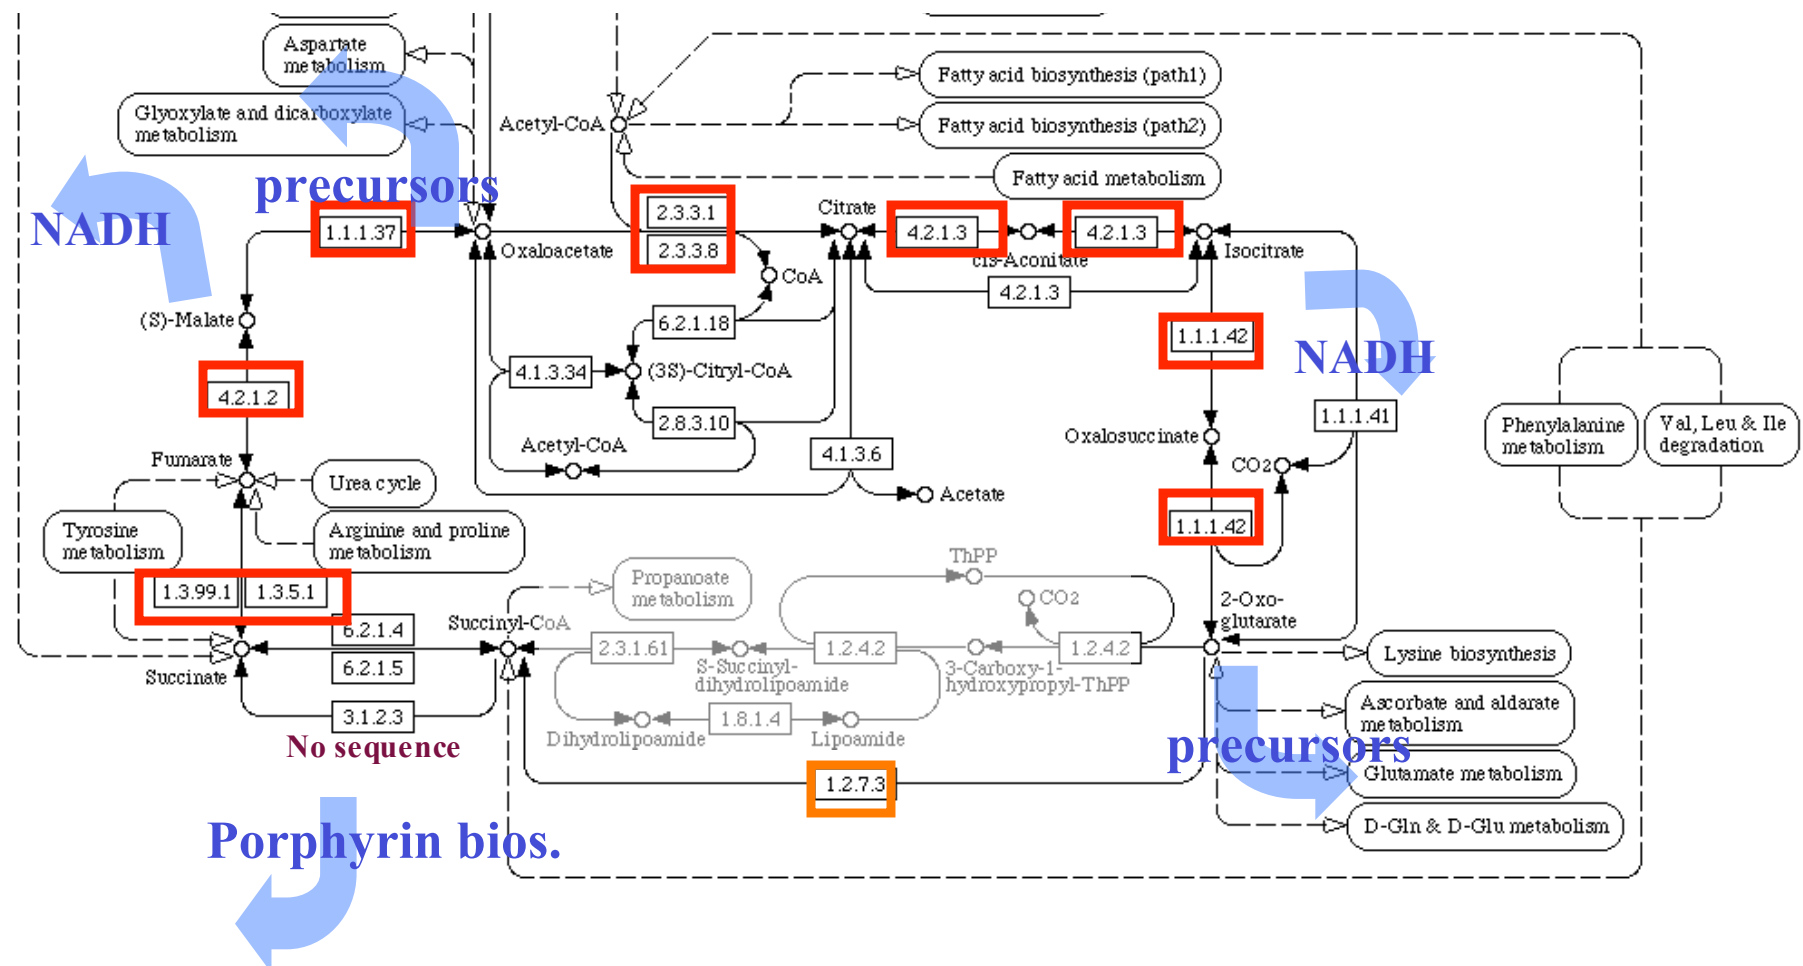 Aspartate
metabolism
Glyoxylate and dicarboxylate
metabolism
Acetyl-CoA
Fatty acid biosynthesis (path1)
Fatty acid biosynthesis (path2)
Fatty acid metabolism
precursors
NADH
1.1.1.37
Oxaloacetate
2.3.3.1
2.3.3.8
Citrate
4.2.1.3
4.2.1.3
cis-Aconitate
Isocitrate
CoA
4.2.1.3
(S)-Malate
6.2.1.18
1.1.1.42
NADH
4.1.3.34
(3S)-Citryl-CoA
4.2.1.2
2.8.3.10
1.1.1.41
Acetyl-CoA
4.1.3.6
Oxalosuccinate
CO2
Phenylalanine
metabolism
Val, Leu & Ile
degradation
Fumarate
Urea cycle
Acetate
Tyrosine
metabolism
Arginine and proline
metabolism
1.1.1.42
1.3.99.1
1.3.5.1
Propanoate
metabolism
ThPP
CO2
2-Oxo-
glutarate
6.2.1.4
6.2.1.5
Succinyl-CoA
2.3.1.61
1.2.4.2
1.2.4.2
Succinate
S-Succinyl-
dihydrolipoamide
3-Carboxy-1-
hydroxypropyl-ThPP
Lysine biosynthesis
3.1.2.3
No sequence
1.8.1.4
Dihydrolipoamide
Lipoamide
Ascorbate and aldarate
metabolism
precursors
1.2.7.3
Glutamate metabolism
D-Gln & D-Glu metabolism
Porphyrin bios.